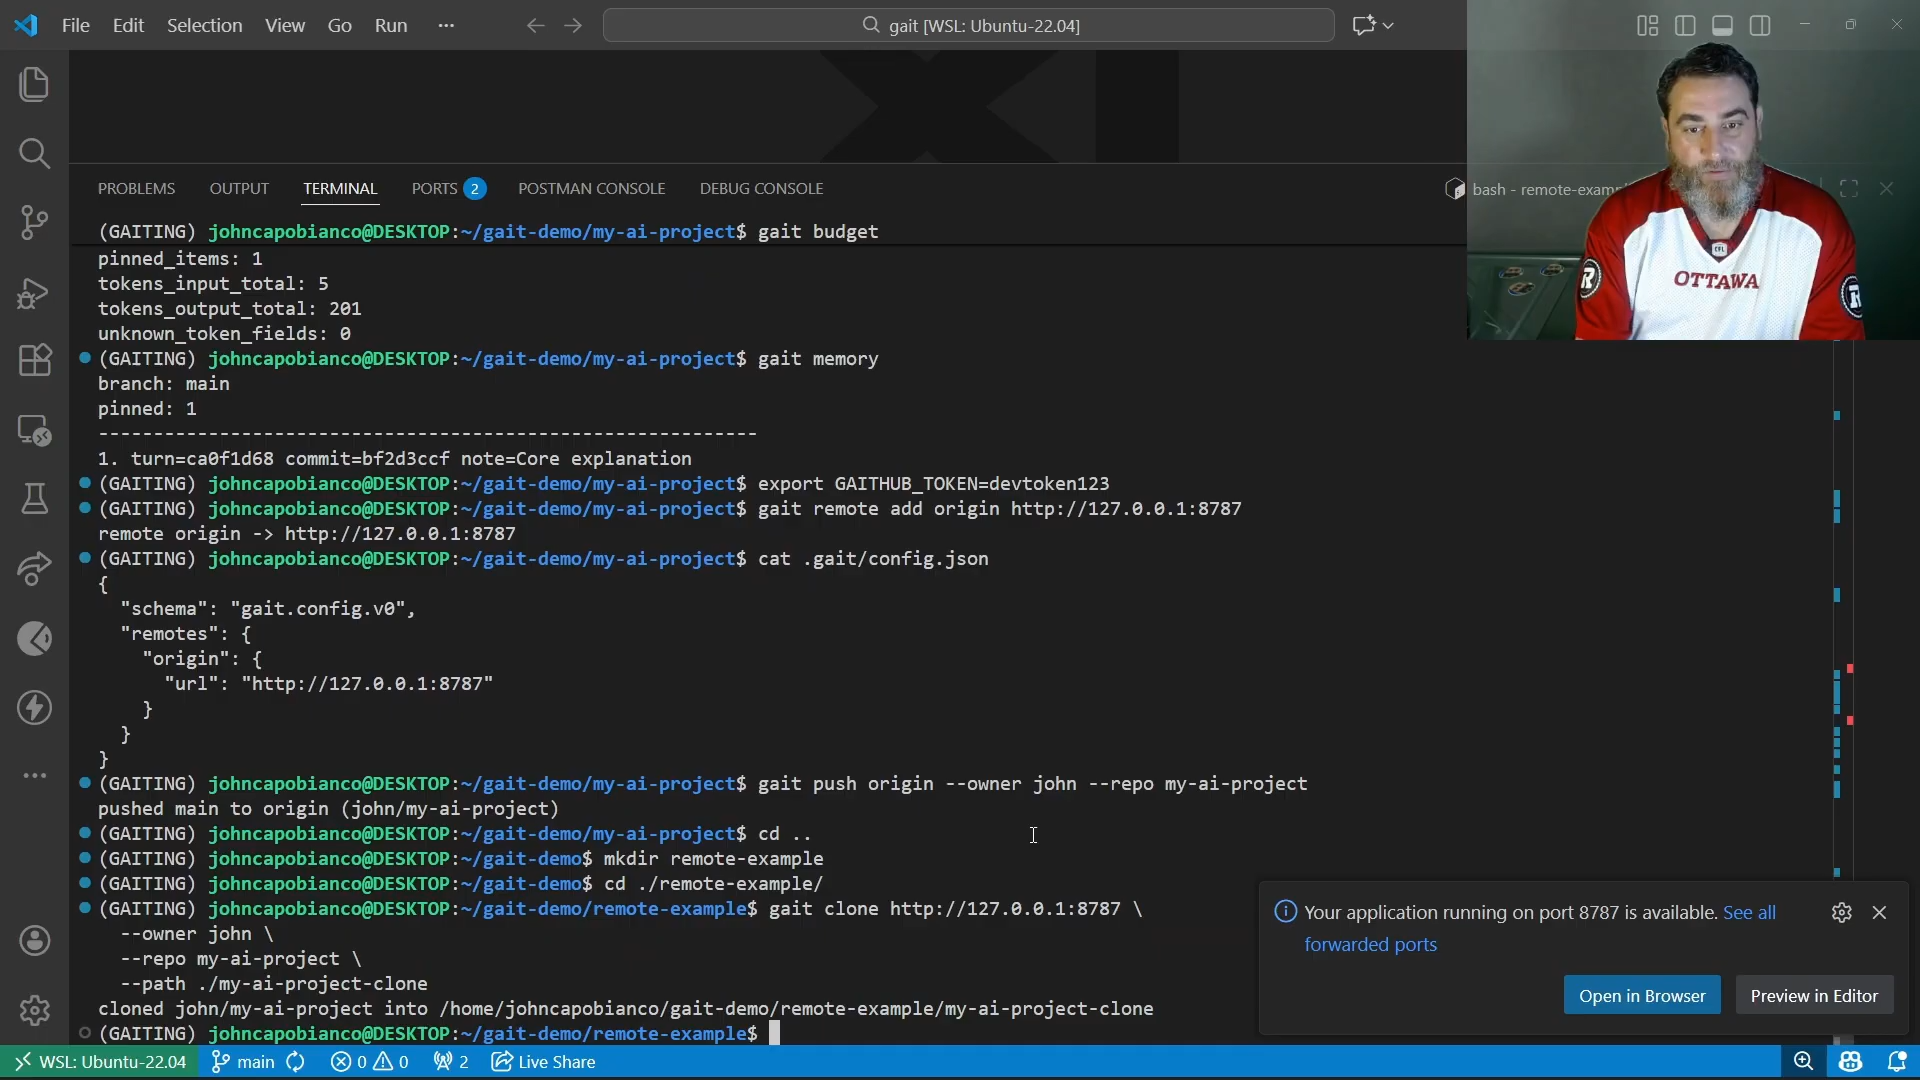 File Edit Selection View Go Run ···
gait [WSL: Ubuntu-22.04]
PROBLEMS OUTPUT TERMINAL PORTS 2 POSTMAN CONSOLE DEBUG CONSOLE
bash - remote-exam
(GAITING) johncapobianco@DESKTOP:~/gait-demo/my-ai-project$ gait budget
pinned_items: 1
tokens_input_total: 5
tokens_output_total: 201
unknown_token_fields: 0
(GAITING) johncapobianco@DESKTOP:~/gait-demo/my-ai-project$ gait memory
branch: main
pinned: 1
------------------------------------------------------------
1. turn=ca0f1d68 commit=bf2d3ccf note=Core explanation
(GAITING) johncapobianco@DESKTOP:~/gait-demo/my-ai-project$ export GAITHUB_TOKEN=devtoken123
(GAITING) johncapobianco@DESKTOP:~/gait-demo/my-ai-project$ gait remote add origin http://127.0.0.1:8787
remote origin -> http://127.0.0.1:8787
(GAITING) johncapobianco@DESKTOP:~/gait-demo/my-ai-project$ cat .gait/config.json
{
  "schema": "gait.config.v0",
  "remotes": {
    "origin": {
      "url": "http://127.0.0.1:8787"
    }
  }
}
(GAITING) johncapobianco@DESKTOP:~/gait-demo/my-ai-project$ gait push origin --owner john --repo my-ai-project
pushed main to origin (john/my-ai-project)
(GAITING) johncapobianco@DESKTOP:~/gait-demo/my-ai-project$ cd ..
(GAITING) johncapobianco@DESKTOP:~/gait-demo$ mkdir remote-example
(GAITING) johncapobianco@DESKTOP:~/gait-demo$ cd ./remote-example/
(GAITING) johncapobianco@DESKTOP:~/gait-demo/remote-example$ gait clone http://127.0.0.1:8787 \
  --owner john \
  --repo my-ai-project \
  --path ./my-ai-project-clone
cloned john/my-ai-project into /home/johncapobianco/gait-demo/remote-example/my-ai-project-clone
(GAITING) johncapobianco@DESKTOP:~/gait-demo/remote-example$
Your application running on port 8787 is available. See all
forwarded ports
Open in Browser Preview in Editor
WSL: Ubuntu-22.04 main 0 0 2 Live Share
OTTAWA
R
R